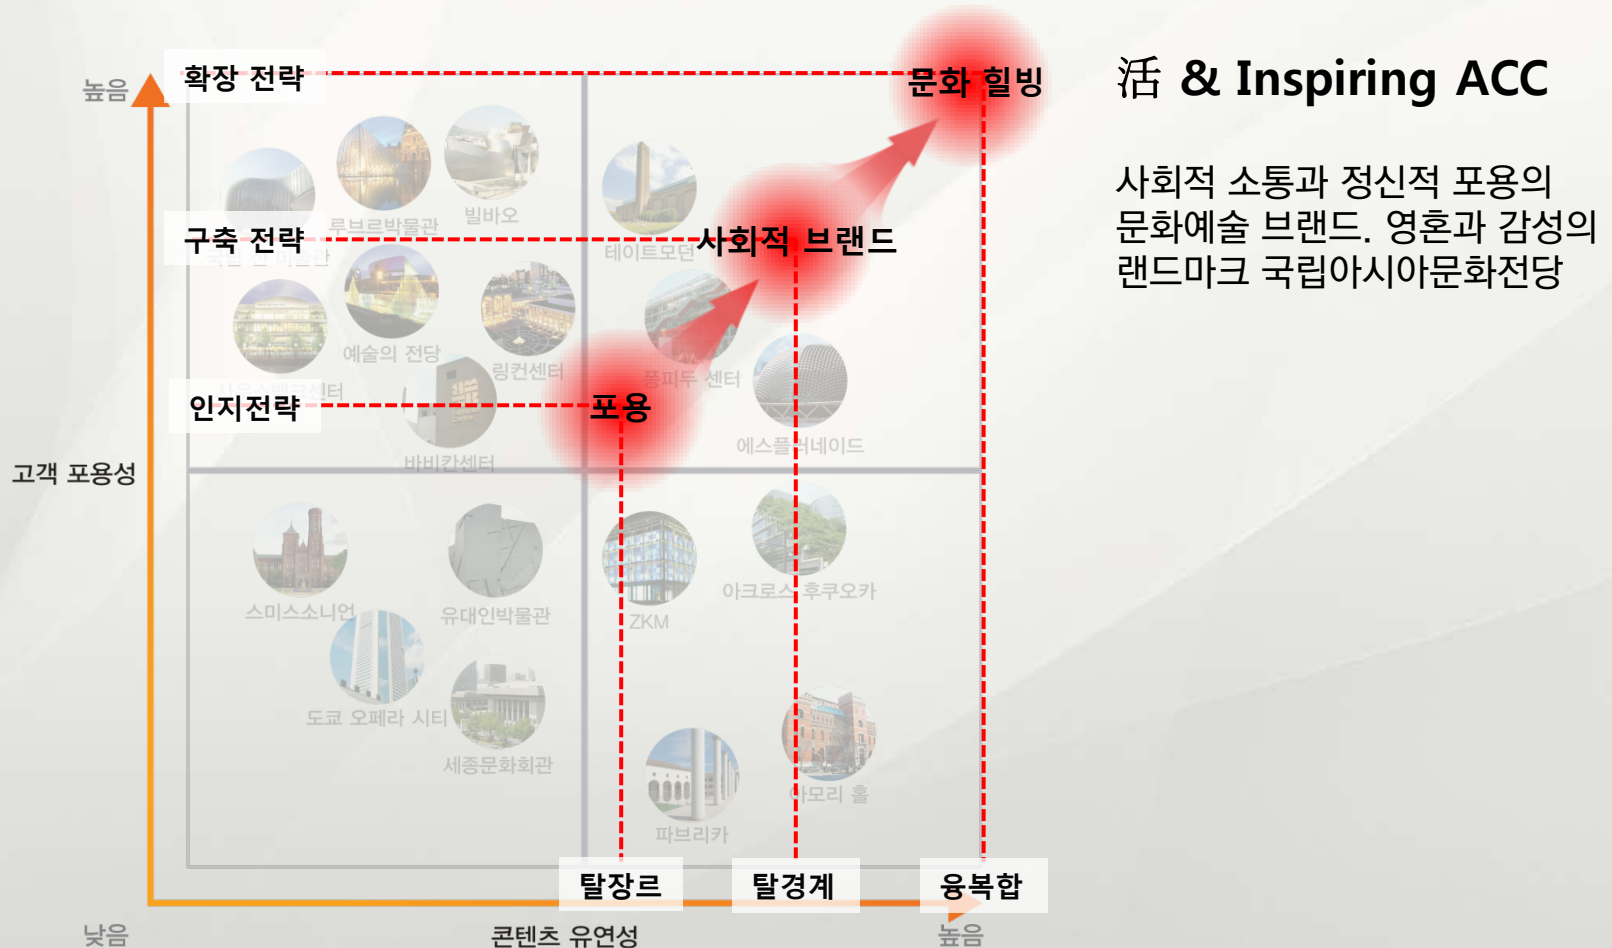 활 & Inspiring ACC
사회적 소통과 정신적 포용의
문화예술 브랜드. 영혼과 감성의
랜드마크 국립아시아문화전당
높음
확장 전략
문화 힐빙
루브르박물관
빌바오
테이트모던
구축 전략
사회적 브랜드
예술의 전당
링컨센터
퐁피두 센터
인지전략
포용
바비칸센터
에스플러네이드
고객 포용성
스미스소니언
유대인박물관
ZKM
아크로스 후쿠오카
도쿄 오페라 시티
세종문화회관
파브리카
아모리 홀
탈장르
탈경계
융복합
낮음
콘텐츠 유연성
높음